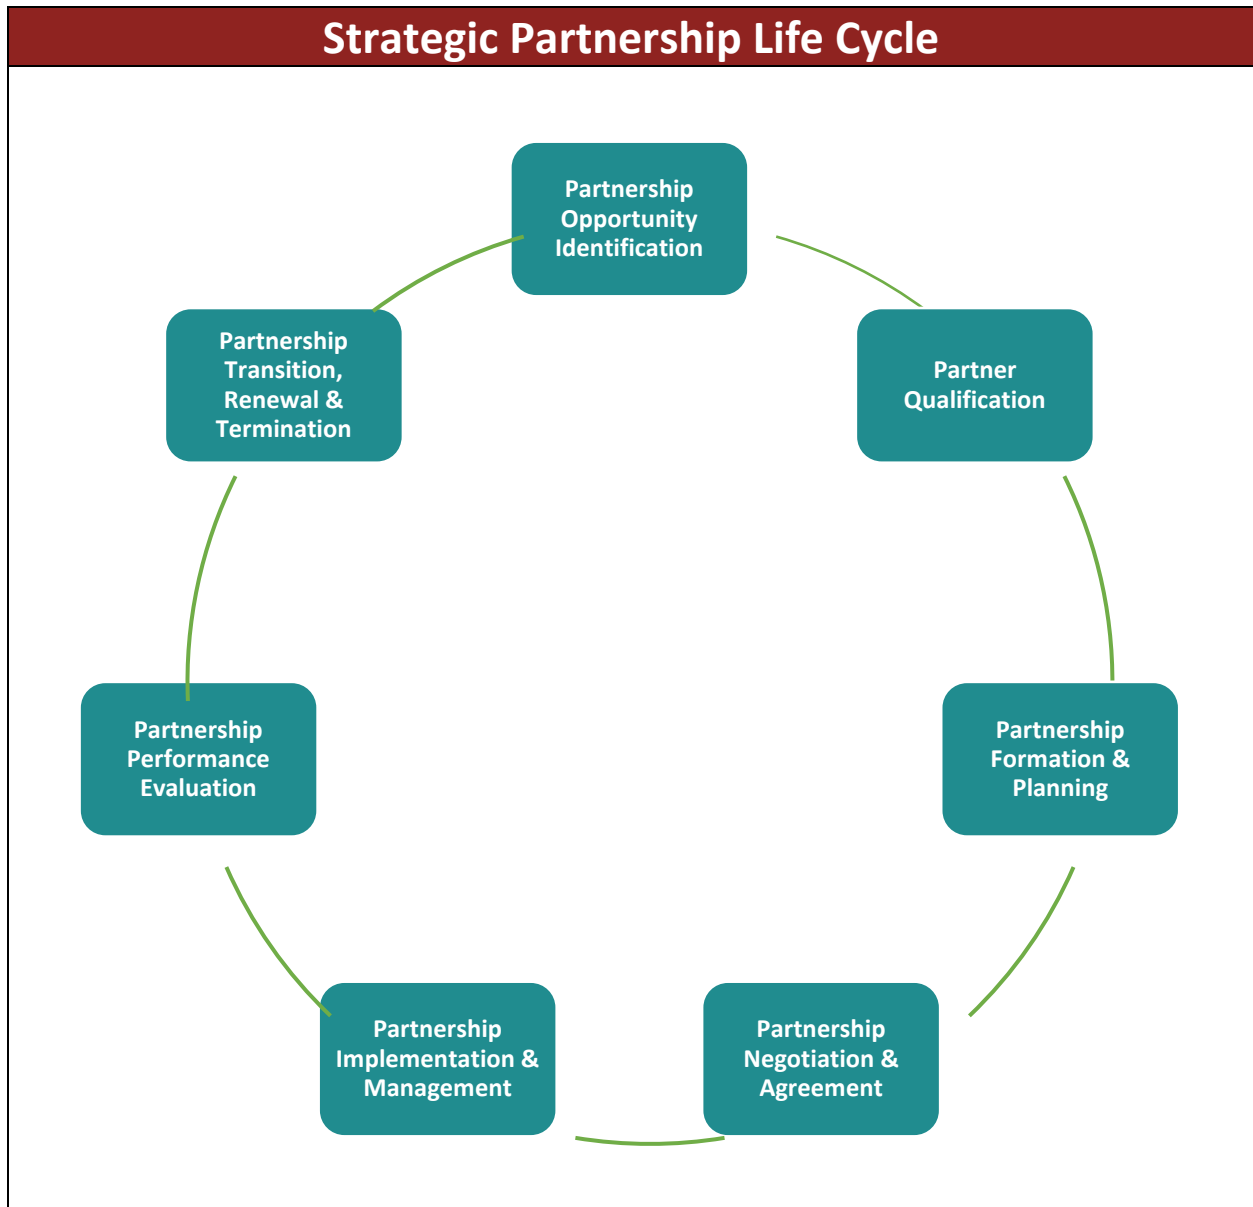 Strategic Partnership Life Cycle
Partnership
Opportunity
Identification
Partner
Qualification
Partnership
Formation &
Planning
Partnership
Negotiation &
Agreement
Partnership
Implementation &
Management
Partnership
Performance
Evaluation
Partnership
Transition,
Renewal &
Termination